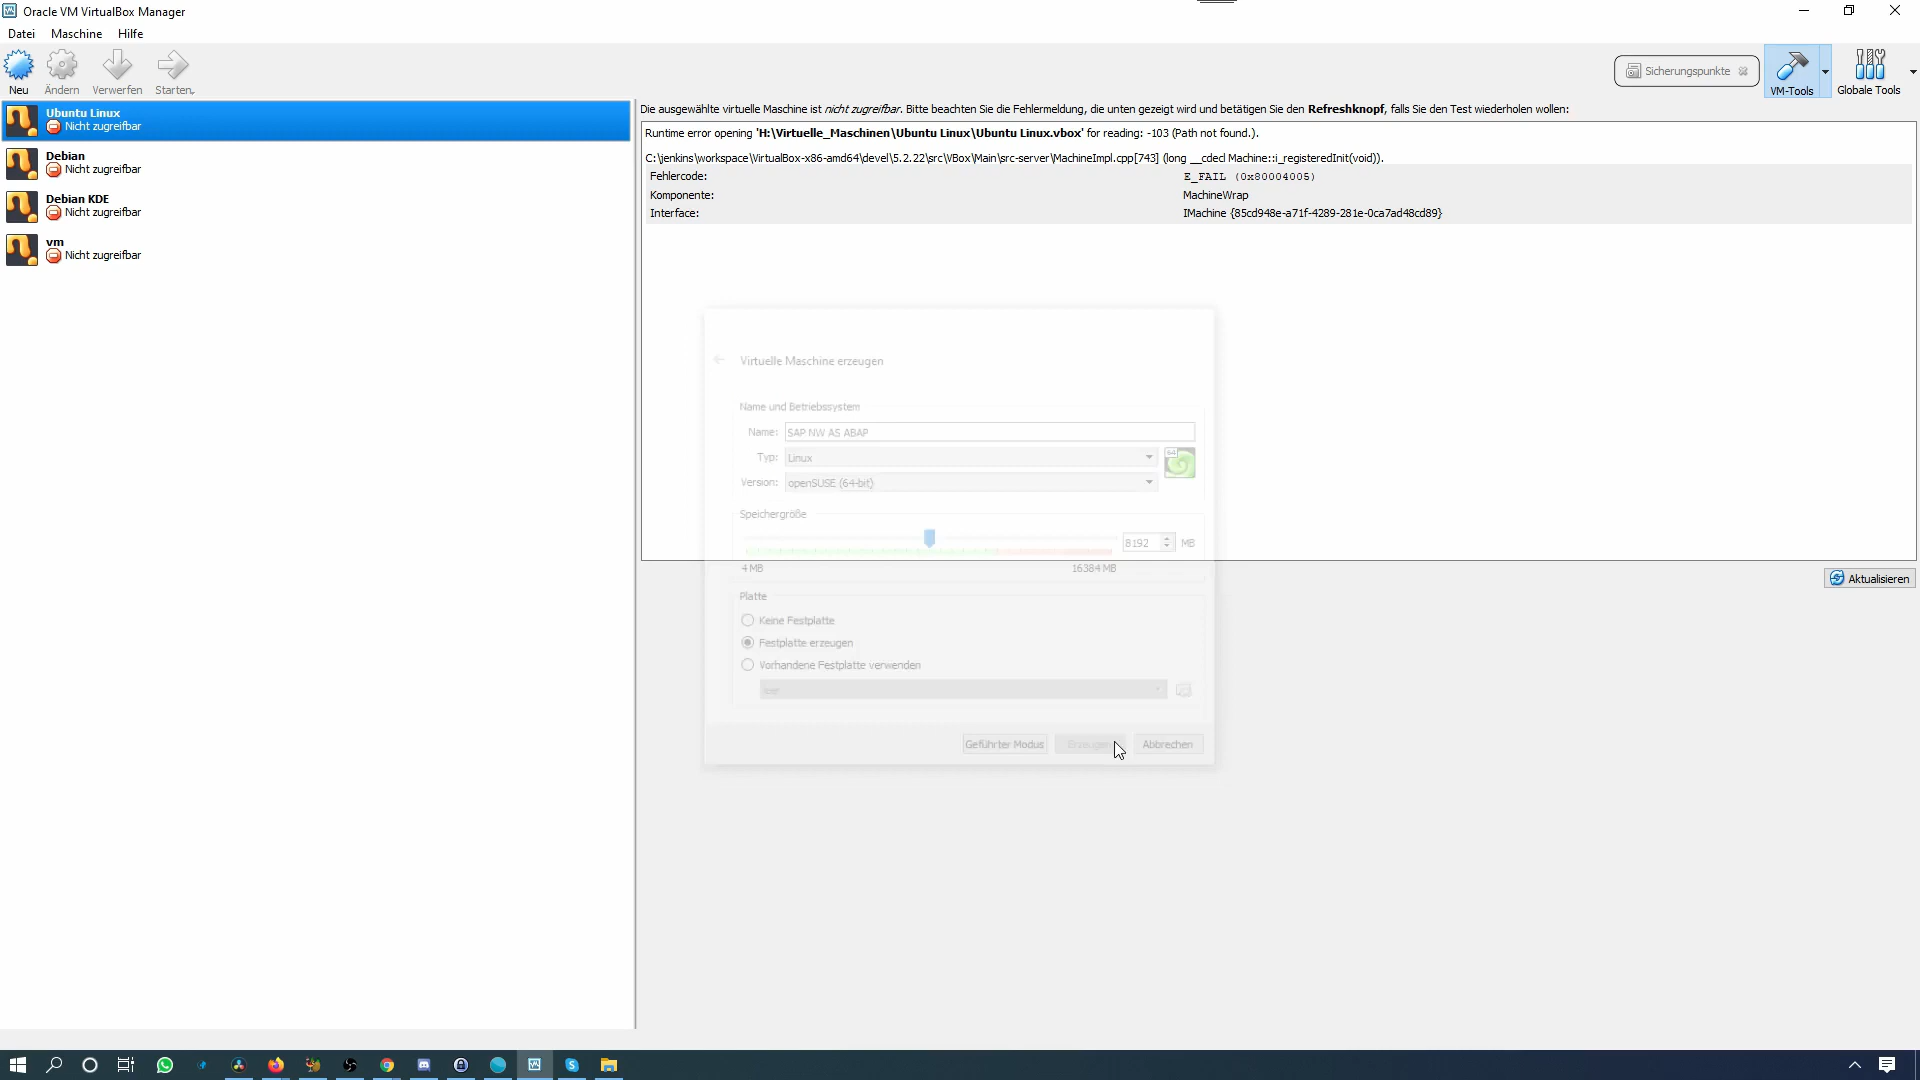 Oracle VM VirtualBox Manager
Datei Maschine Hilfe
Neu Ändern Verwerfen Starten
Sicherungspunkte VM-Tools Globale Tools
Ubuntu Linux
Nicht zugreifbar
Debian
Nicht zugreifbar
Debian KDE
Nicht zugreifbar
vm
Nicht zugreifbar
Die ausgewählte virtuelle Maschine ist nicht zugreifbar. Bitte beachten Sie die Fehlermeldung, die unten gezeigt wird und betätigen Sie den Refreshknopf, falls Sie den Test wiederholen wollen:
Runtime error opening 'H:\Virtuelle_Maschinen\Ubuntu Linux\Ubuntu Linux.vbox' for reading: -103 (Path not found.).
C:\jenkins\workspace\VirtualBox-x86-amd64\devel\5.2.22\src\VBox\Main\src-server\MachineImpl.cpp[743] (long __cdecl Machine::i_registeredInit(void)).
Fehlercode: E_FAIL (0x80004005)
Komponente: MachineWrap
Interface: IMachine {85cd948e-a71f-4289-281e-0ca7ad48cd89}
Virtuelle Maschine erzeugen
Name und Betriebssystem
Name: SAP NW AS ABAP
Typ: Linux
64
Version: openSUSE (64-bit)
Speichergröße
8192 MB
4 MB 16384 MB
Platte
Keine Festplatte
Festplatte erzeugen
Vorhandene Festplatte verwenden
leer
Geführter Modus Erzeugen Abbrechen
Aktualisieren